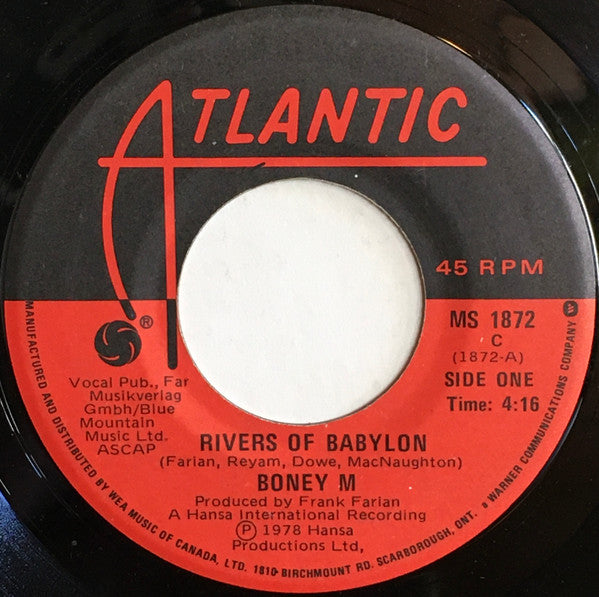 ATLANTIC
45 RPM
®
MS 1872
C
(1872-A)
SIDE ONE
Time: 4:16
Vocal Pub., Far
Musikverlag
Gmbh/Blue
Mountain
Music Ltd.
ASCAP
RIVERS OF BABYLON
(Farian, Reyam, Dowe, MacNaughton)
BONEY M
Produced by Frank Farian
A Hansa International Recording
℗ 1978 Hansa
Productions Ltd,
MANUFACTURED AND DISTRIBUTED BY WEA MUSIC OF CANADA, LTD. 1810 BIRCHMOUNT RD. SCARBOROUGH, ONT. A WARNER COMMUNICATIONS COMPANY